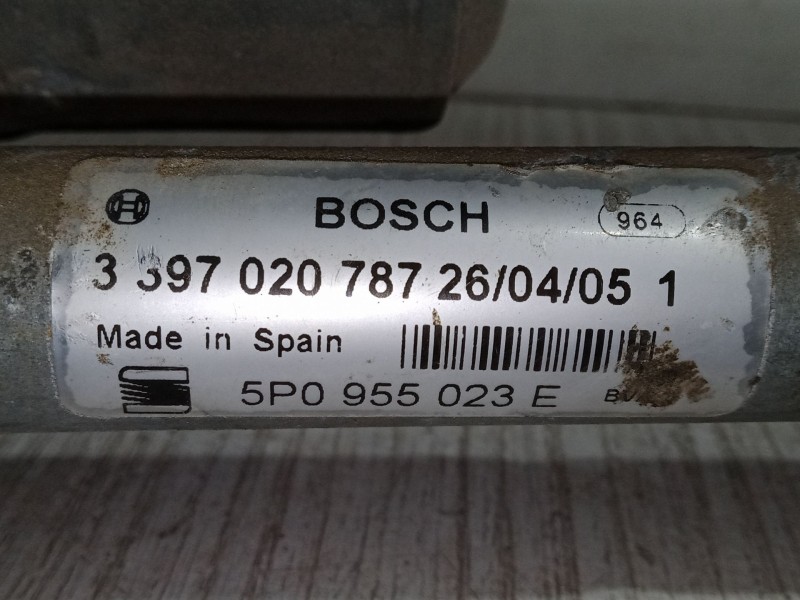 BOSCH 964
3 397 020 787 26/04/05 1
Made in Spain
5P0 955 023 E